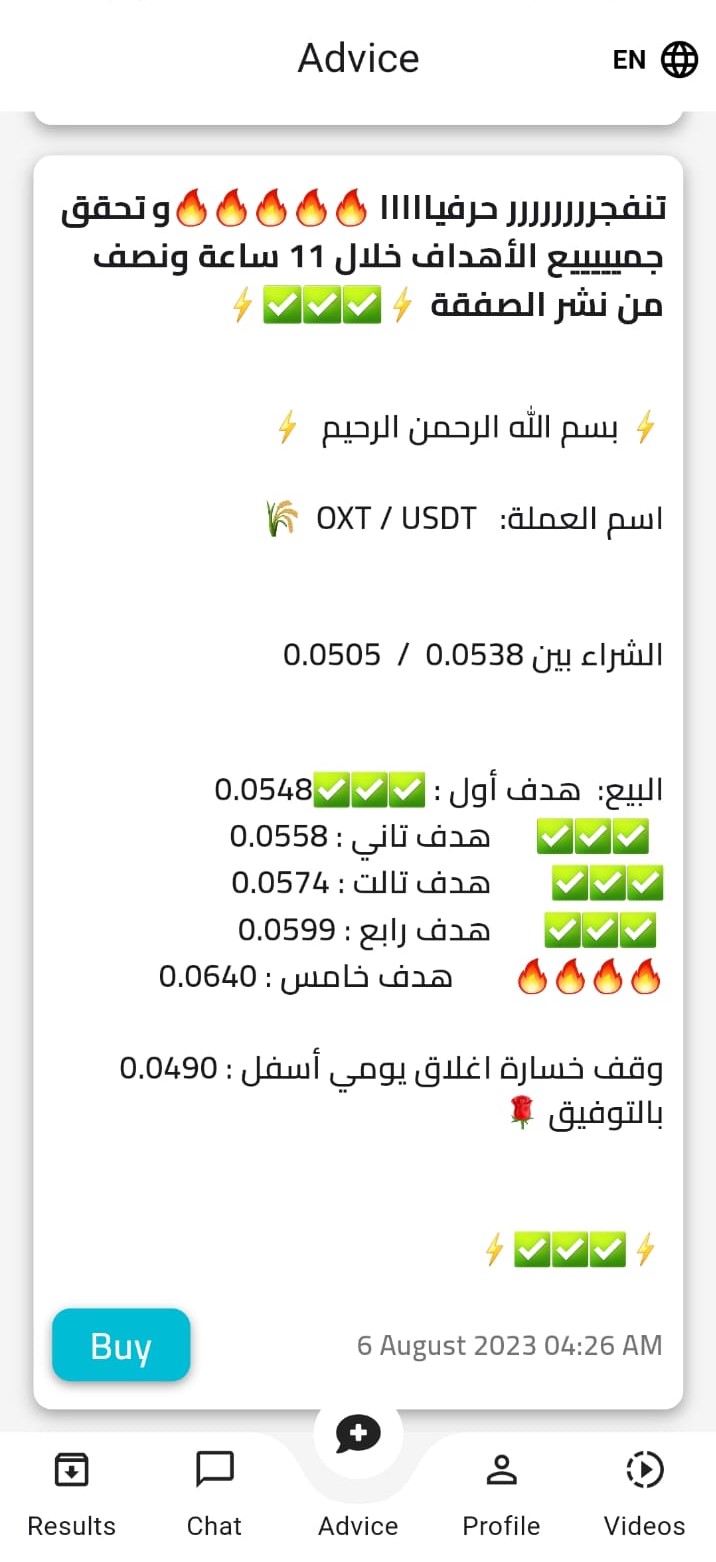 Advice
EN
تنفجررررررر حرفيااااا 🔥🔥🔥🔥🔥و تحقق
جميييييع الأهداف خلال 11 ساعة ونصف
من نشر الصفقة ⚡✅✅✅⚡
⚡ بسم الله الرحمن الرحيم ⚡
اسم العملة: OXT / USDT 🌾
الشراء بين 0.0538 / 0.0505
البيع: هدف أول : ✅✅✅0.0548
✅✅✅ هدف تاني : 0.0558
✅✅✅ هدف تالت : 0.0574
✅✅✅ هدف رابع : 0.0599
🔥🔥🔥🔥 هدف خامس : 0.0640
وقف خسارة اغلاق يومي أسفل : 0.0490
بالتوفيق 🌹
⚡✅✅✅⚡
Buy
6 August 2023 04:26 AM
Results
Chat
Advice
Profile
Videos